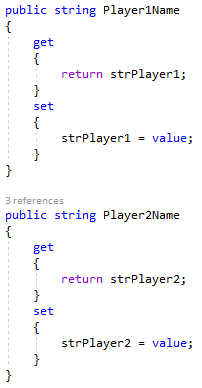 public string Player1Name
{
    get
    {
        return strPlayer1;
    }
    set
    {
        strPlayer1 = value;
    }
}
3 references
public string Player2Name
{
    get
    {
        return strPlayer2;
    }
    set
    {
        strPlayer2 = value;
    }
}